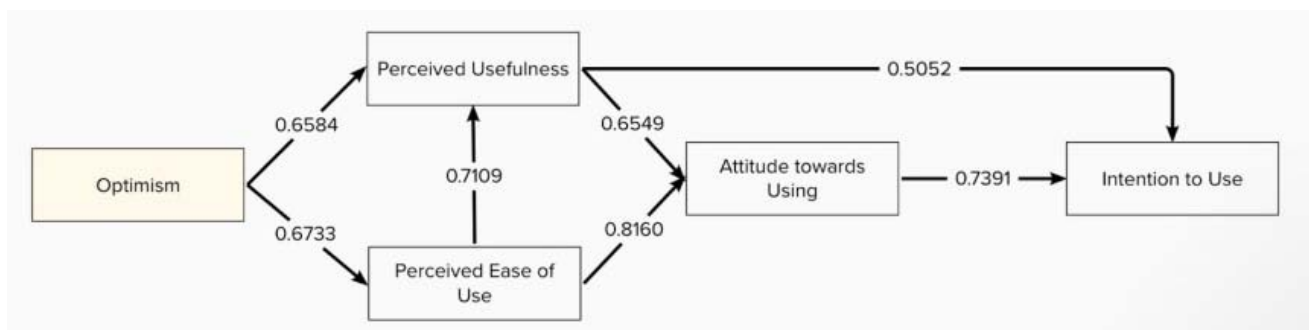 Perceived Usefulness
0.5052
0.6584
0.6549
Optimism
0.7109
Attitude towards
Using
0.7391
Intention to Use
0.6733
0.8160
Perceived Ease of
Use